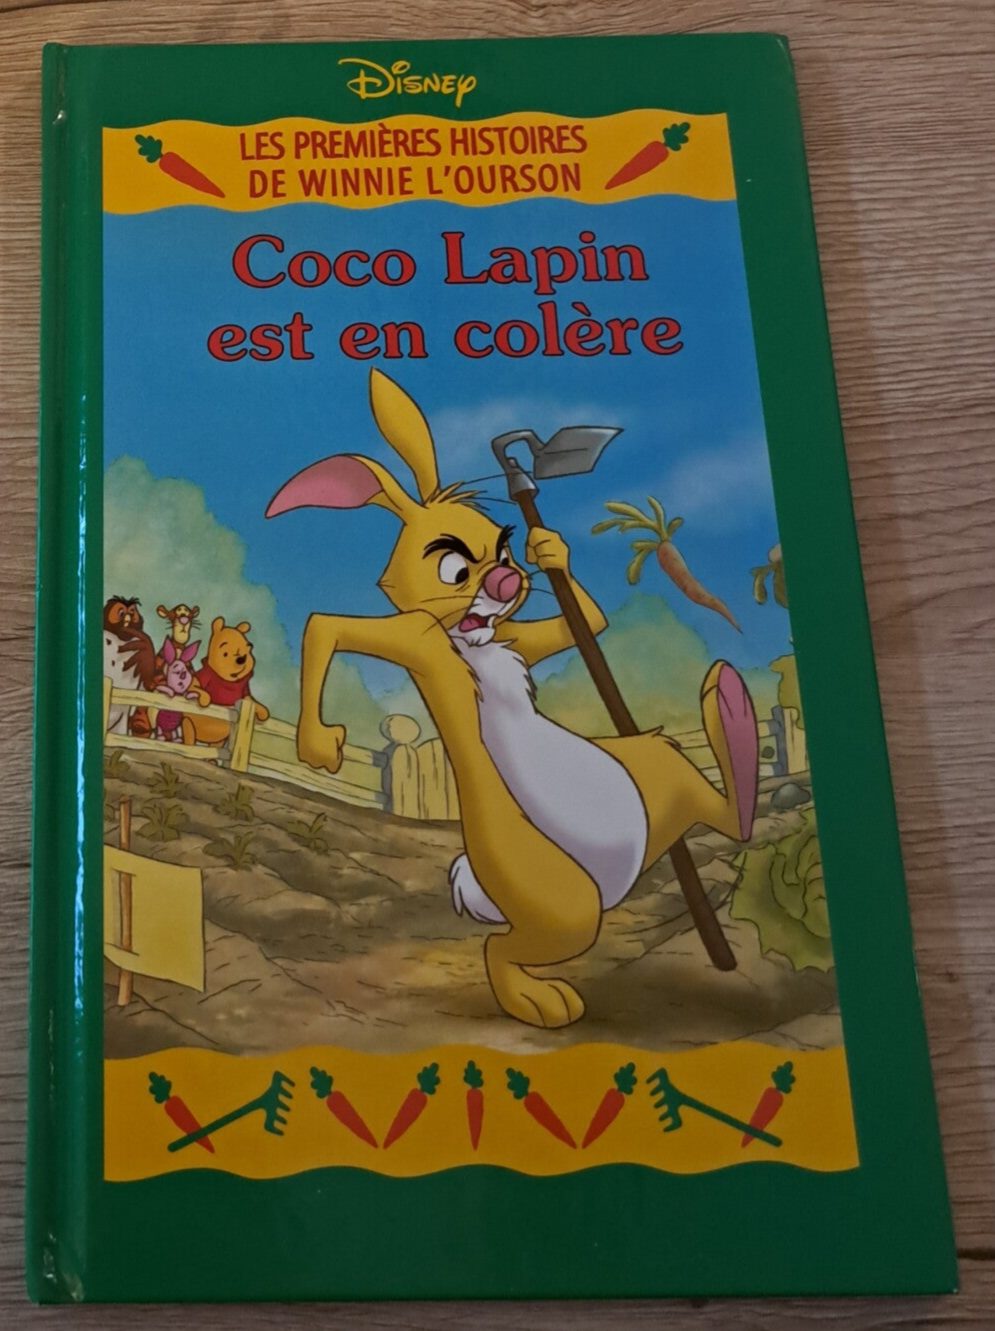 Disney
LES PREMIÈRES HISTOIRES
DE WINNIE L'OURSON
Coco Lapin
est en colère